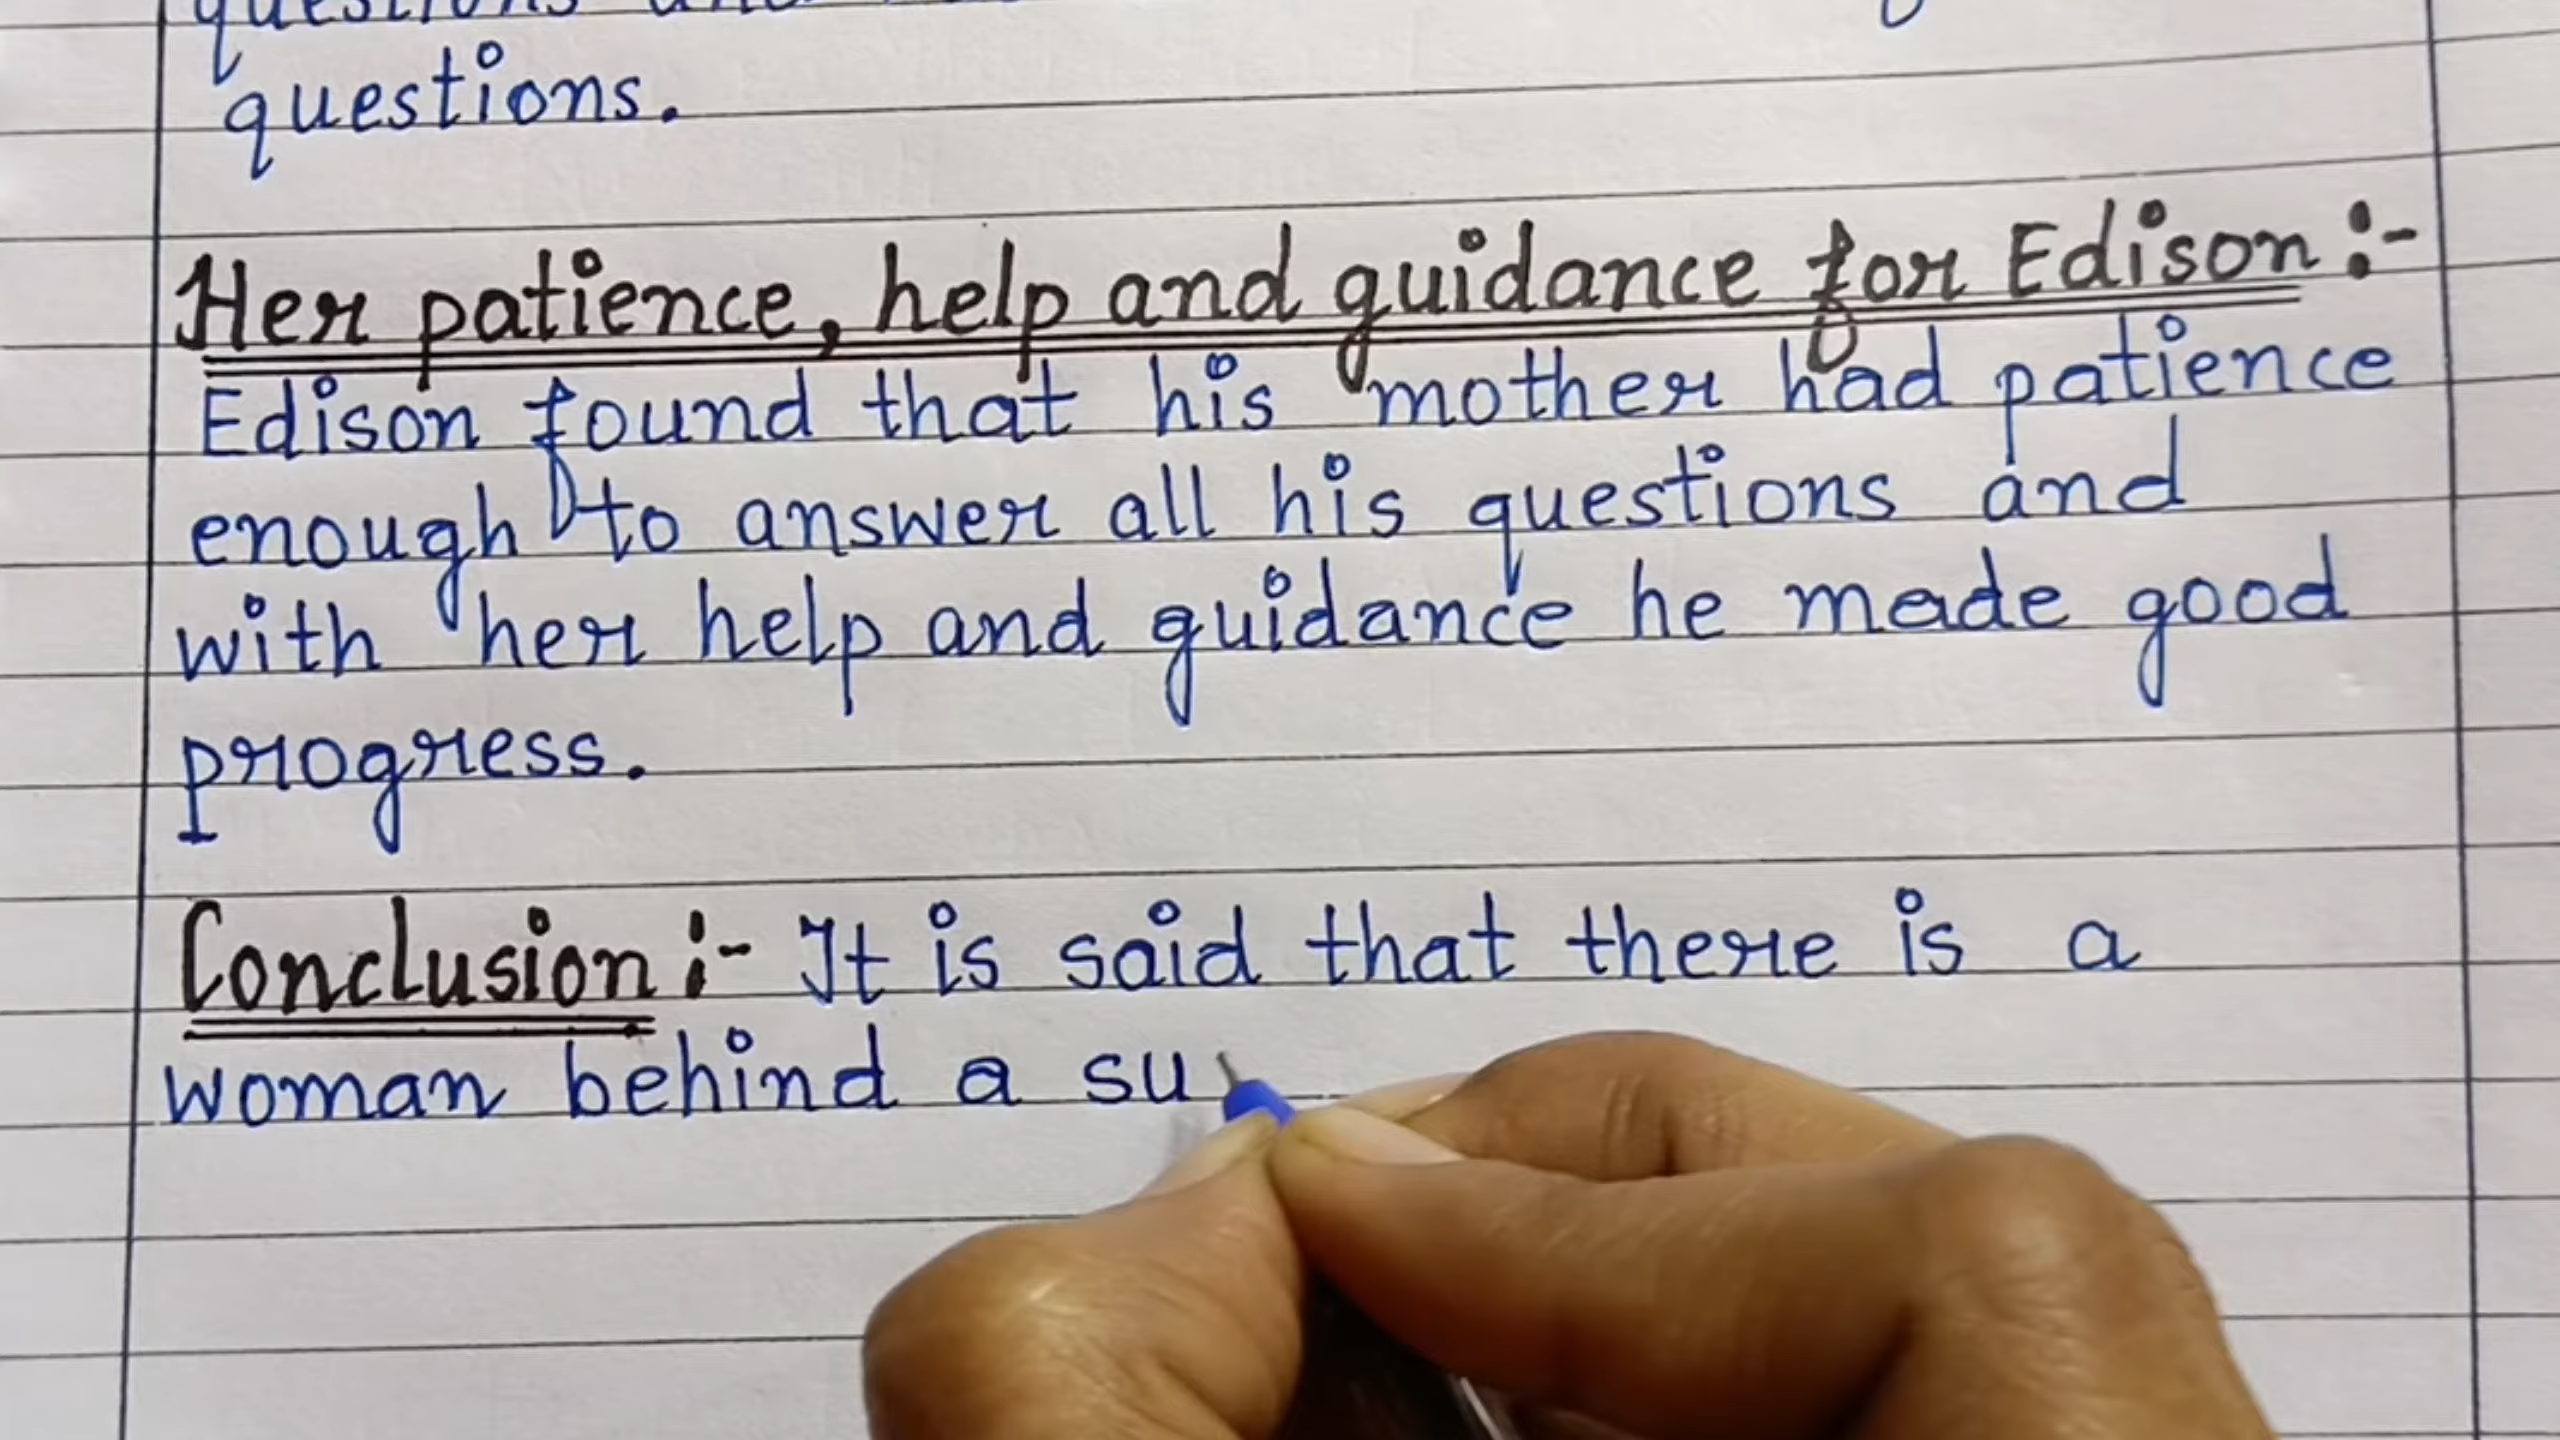 questions and
questions.
Her patience, help and guidance for Edison :-
Edison found that his mother had patience
enough to answer all his questions and
with her help and guidance he made good
progress.
Conclusion :- It is said that there is a
woman behind a su